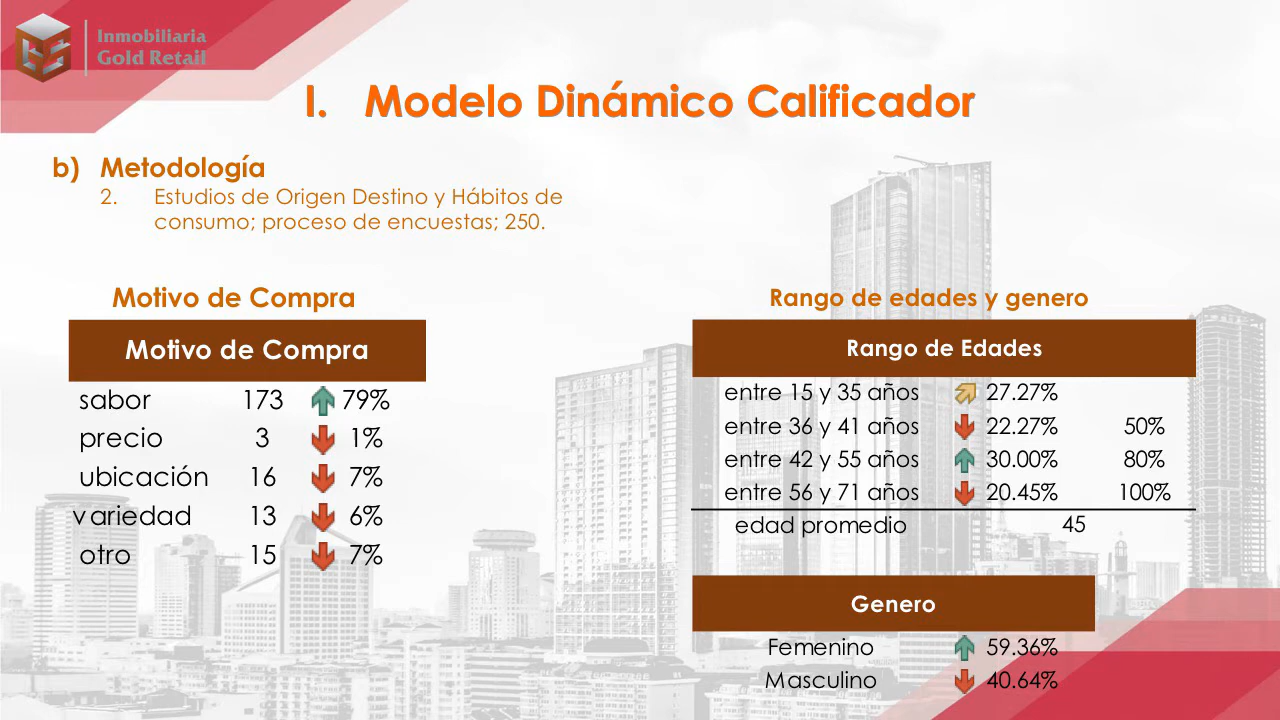 Inmobiliaria
Gold Retail
I. Modelo Dinámico Calificador
b) Metodología
2. Estudios de Origen Destino y Hábitos de
consumo; proceso de encuestas; 250.
Motivo de Compra
Motivo de Compra
sabor 173 79%
precio 3 1%
ubicación 16 7%
variedad 13 6%
otro 15 7%
Rango de edades y genero
Rango de Edades
entre 15 y 35 años 27.27%
entre 36 y 41 años 22.27% 50%
entre 42 y 55 años 30.00% 80%
entre 56 y 71 años 20.45% 100%
edad promedio 45
Genero
Femenino 59.36%
Masculino 40.64%